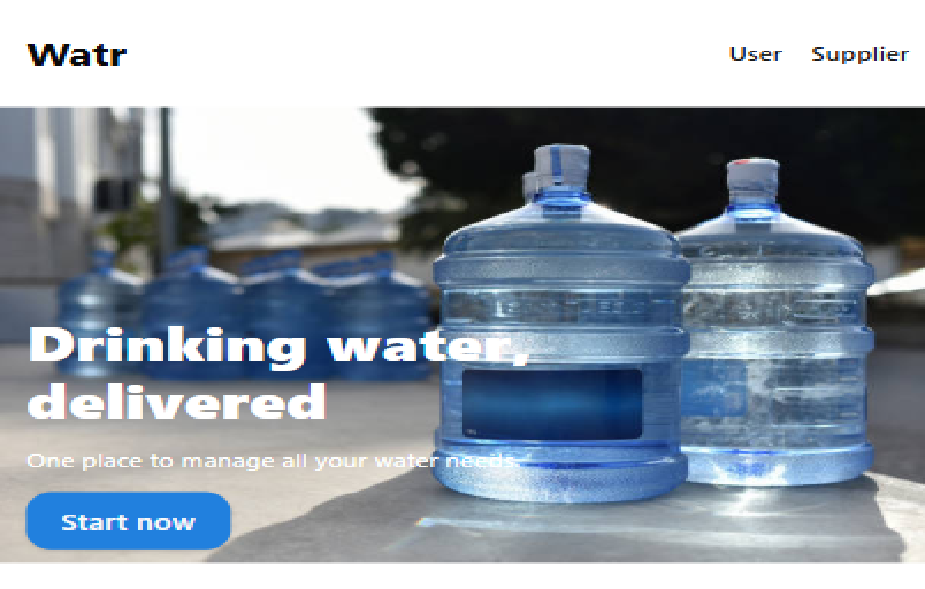 Watr
User Supplier
Drinking water,
delivered
One place to manage all your water needs.
Start now